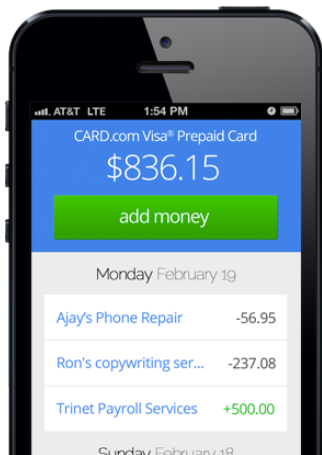 AT&T LTE 1:54 PM
CARD.com Visa® Prepaid Card
$836.15
add money
Monday February 19
Ajay's Phone Repair -56.95
Ron's copywriting ser... -237.08
Trinet Payroll Services +500.00
Sunday February 18